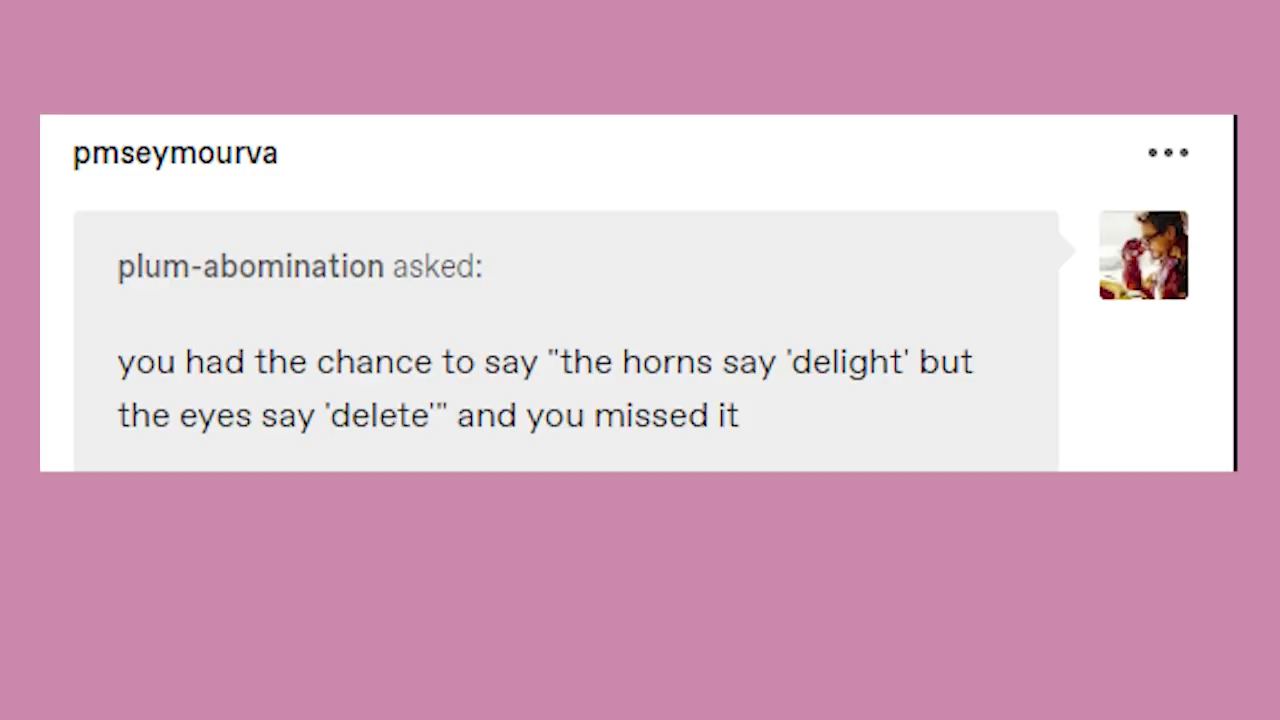 pmseymourva
plum-abomination asked:
you had the chance to say "the horns say 'delight' but
the eyes say 'delete'" and you missed it